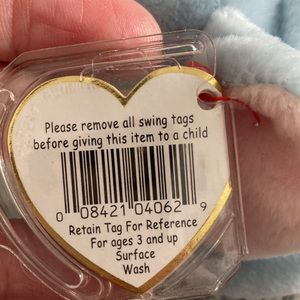 Please remove all swing tags
before giving this item to a child
0 08421 04062 9
Retain Tag For Reference
For ages 3 and up
Surface
Wash